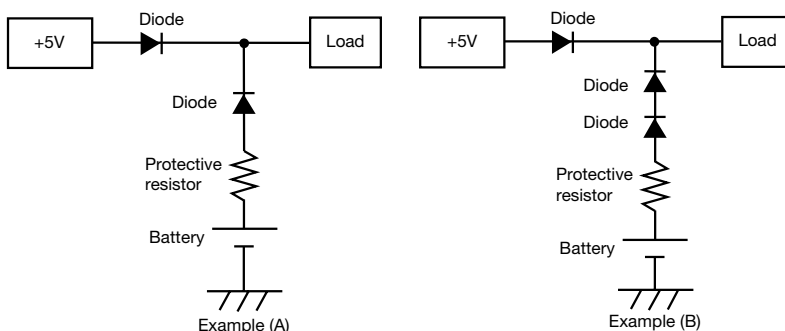 Diode
+5V
Load
Diode
Protective
resistor
Battery
Example (A)
Diode
+5V
Load
Diode
Diode
Protective
resistor
Battery
Example (B)